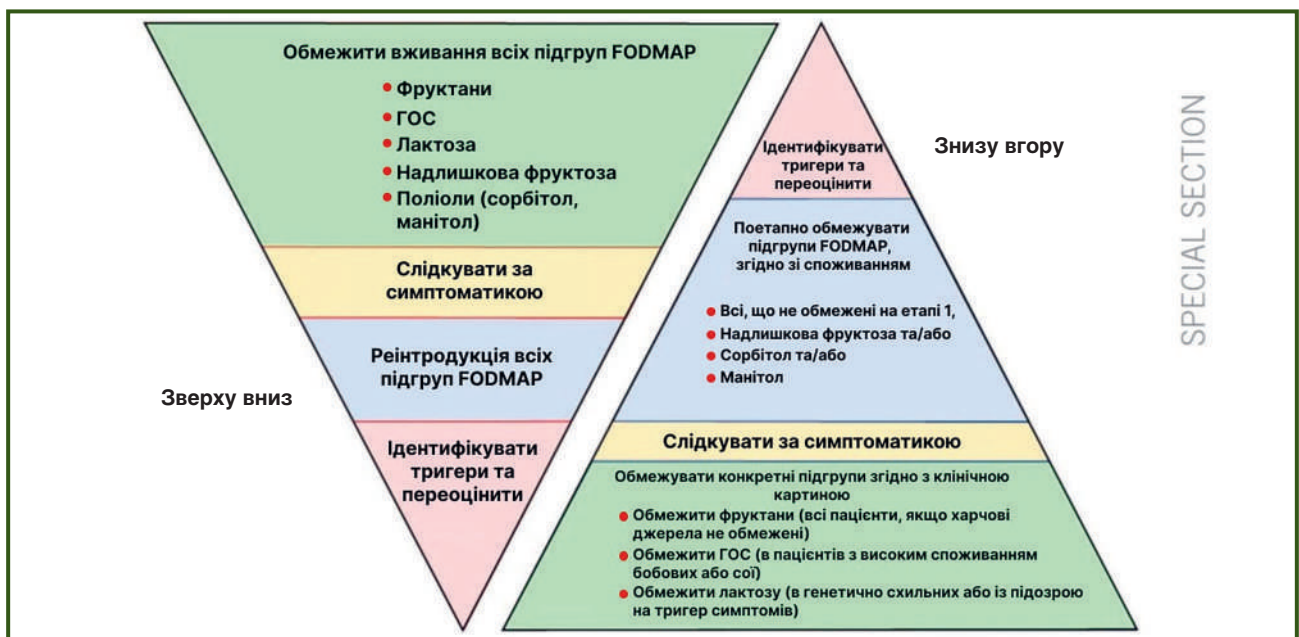 Обмежити вживання всіх підгруп FODMAP
• Фруктани
• ГОС
• Лактоза
• Надлишкова фруктоза
• Поліоли (сорбітол,
манітол)
Слідкувати за
симптоматикою
Реінтродукція всіх
підгруп FODMAP
Ідентифікувати
тригери та
переоцінити
Зверху вниз
Ідентифікувати
тригери та
переоцінити
Знизу вгору
Поетапно обмежувати
підгрупи FODMAP,
згідно зі споживанням
• Всі, що не обмежені на етапі 1,
• Надлишкова фруктоза та/або
• Сорбітол та/або
• Манітол
Слідкувати за симптоматикою
Обмежувати конкретні підгрупи згідно з клінічною
картиною
• Обмежити фруктани (всі пацієнти, якщо харчові
джерела не обмежені)
• Обмежити ГОС (в пацієнтів з високим споживанням
бобових або сої)
• Обмежити лактозу (в генетично схильних або із підозрою
на тригер симптомів)
SPECIAL SECTION